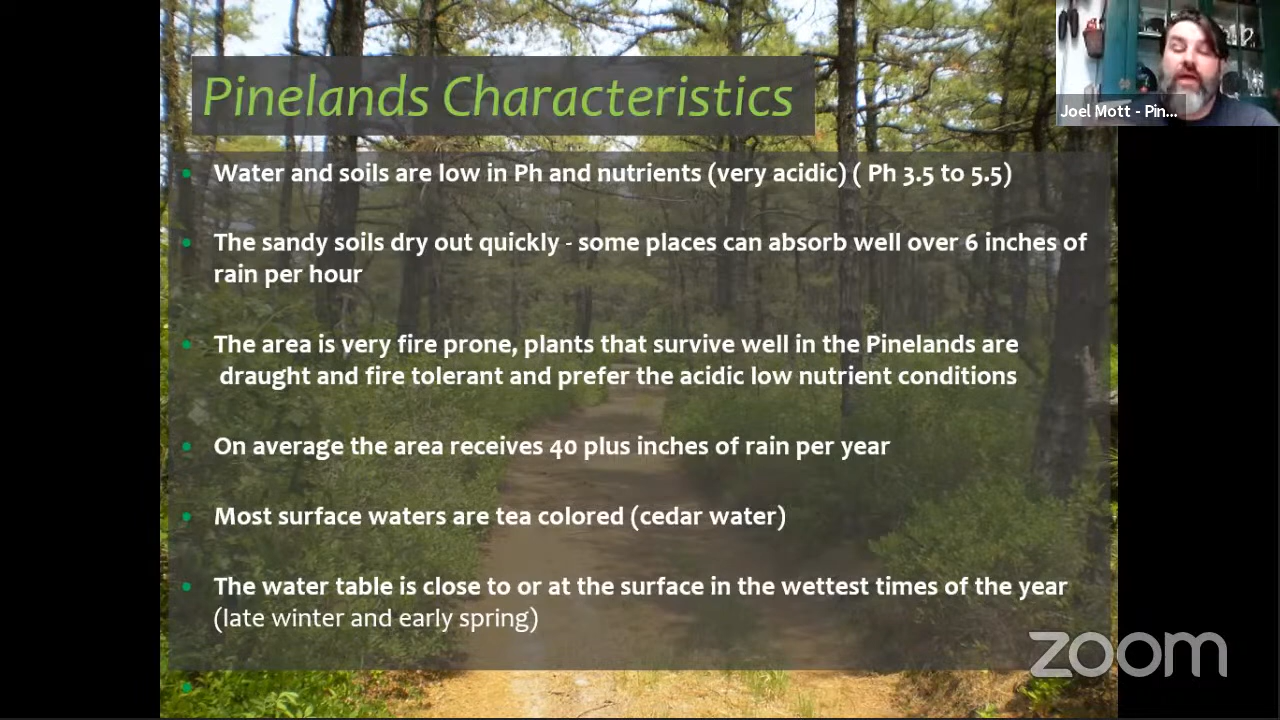 Pinelands Characteristics
Joel Mott - Pin...
Water and soils are low in Ph and nutrients (very acidic) ( Ph 3.5 to 5.5)
The sandy soils dry out quickly - some places can absorb well over 6 inches of
rain per hour
The area is very fire prone, plants that survive well in the Pinelands are
draught and fire tolerant and prefer the acidic low nutrient conditions
On average the area receives 40 plus inches of rain per year
Most surface waters are tea colored (cedar water)
The water table is close to or at the surface in the wettest times of the year
(late winter and early spring)
zoom